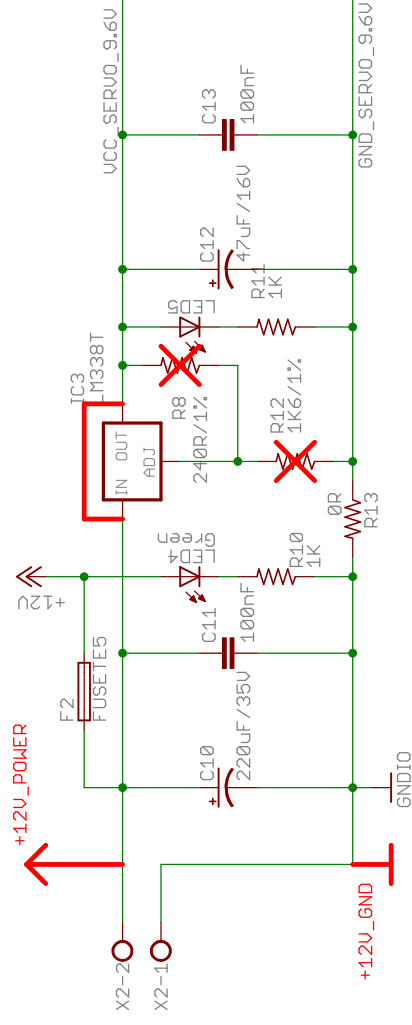 VCC_SERVO_9.6V
GND_SERVO_9.6V
C13
100nF
C12
47uF/16V
LED5
R11
1K
IC3
LM338T
IN
OUT
ADJ
R8
240R/1%
R12
1K6/1%
0R
R13
LED4
Green
R10
1K
+12V
C11
100nF
F2
FUSETE5
C10
220uF/35V
GNDIO
+12V_POWER
+12V_GND
X2-2
X2-1